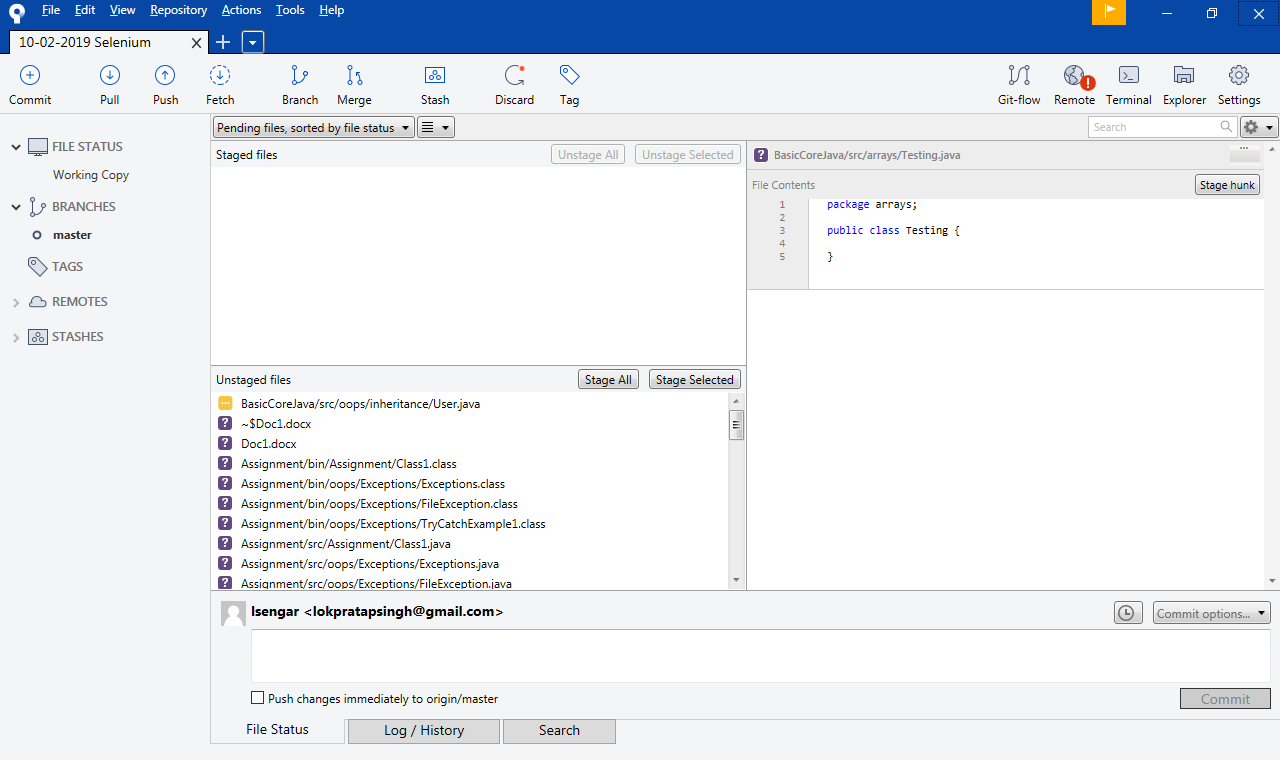 File Edit View Repository Actions Tools Help
10-02-2019 Selenium
Commit Pull Push Fetch Branch Merge Stash Discard Tag Git-flow Remote Terminal Explorer Settings
Pending files, sorted by file status Search
FILE STATUS
Working Copy
BRANCHES
master
TAGS
REMOTES
STASHES
Staged files Unstage All Unstage Selected
Unstaged files Stage All Stage Selected
BasicCoreJava/src/oops/inheritance/User.java
~$Doc1.docx
Doc1.docx
Assignment/bin/Assignment/Class1.class
Assignment/bin/oops/Exceptions/Exceptions.class
Assignment/bin/oops/Exceptions/FileException.class
Assignment/bin/oops/Exceptions/TryCatchExample1.class
Assignment/src/Assignment/Class1.java
Assignment/src/oops/Exceptions/Exceptions.java
Assignment/src/oops/Exceptions/FileException.java
BasicCoreJava/src/arrays/Testing.java
File Contents Stage hunk
1 package arrays;
2
3 public class Testing {
4
5 }
lsengar <lokpratapsingh@gmail.com> Commit options...
Push changes immediately to origin/master Commit
File Status Log / History Search